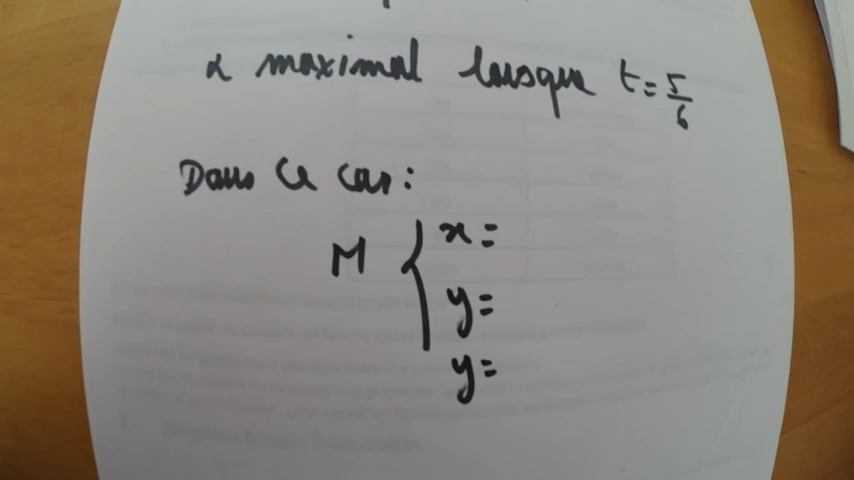 α maximal lorsque t = 5/6
Dans ce cas :
M { x =
y =
y =